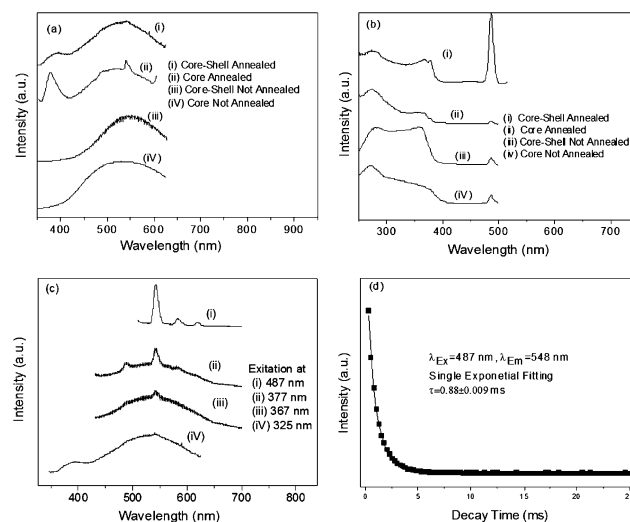 (a)
(i)
(ii)
(iii)
(iV)
(i) Core-Shell Annealed
(ii) Core Annealed
(iii) Core-Shell Not Annealed
(iV) Core Not Annealed
Intensity (a.u.)
400 500 600 700 800 900
Wavelength (nm)
(b)
(i)
(ii)
(iii)
(iV)
(i) Core-Shell Annealed
(ii) Core Annealed
(iii) Core-Shell Not Annealed
(iv) Core Not Annealed
Intensity (a.u.)
300 400 500 600 700
Wavelength (nm)
(c)
(i)
(ii)
(iii)
(iV)
Exitation at
(i) 487 nm
(ii) 377 nm
(iii) 367 nm
(iV) 325 nm
Intensity (a.u.)
400 500 600 700 800
Wavelength (nm)
(d)
λEx=487 nm, λEm=548 nm
Single Exponetial Fitting
τ=0.88±0.009 ms
Intensity (a.u.)
0 5 10 15 20 25
Decay Time (ms)